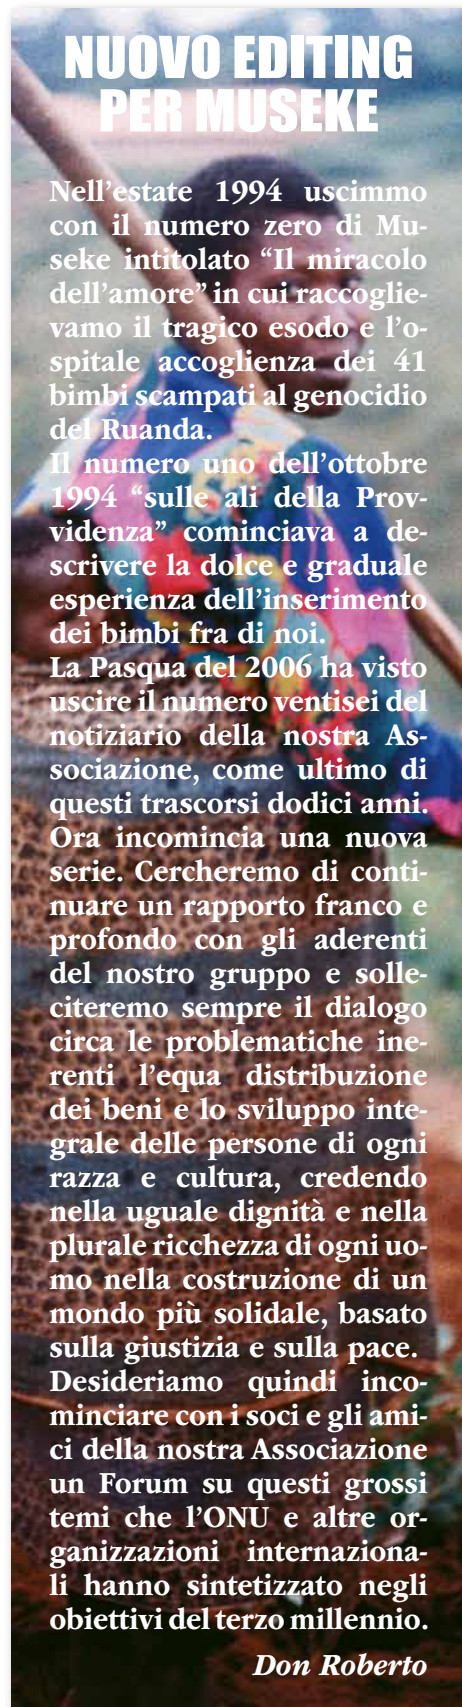 NUOVO EDITING
PER MUSEKE
Nell’estate 1994 uscimmo
con il numero zero di Mu-
seke intitolato “Il miracolo
dell’amore” in cui raccoglie-
vamo il tragico esodo e l’o-
spitale accoglienza dei 41
bimbi scampati al genocidio
del Ruanda.
Il numero uno dell’ottobre
1994 “sulle ali della Prov-
videnza” cominciava a de-
scrivere la dolce e graduale
esperienza dell’inserimento
dei bimbi fra di noi.
La Pasqua del 2006 ha visto
uscire il numero ventisei del
notiziario della nostra As-
sociazione, come ultimo di
questi trascorsi dodici anni.
Ora incomincia una nuova
serie. Cercheremo di conti-
nuare un rapporto franco e
profondo con gli aderenti
del nostro gruppo e solle-
citeremo sempre il dialogo
circa le problematiche ine-
renti l’equa distribuzione
dei beni e lo sviluppo inte-
grale delle persone di ogni
razza e cultura, credendo
nella uguale dignità e nella
plurale ricchezza di ogni uo-
mo nella costruzione di un
mondo più solidale, basato
sulla giustizia e sulla pace.
Desideriamo quindi inco-
minciare con i soci e gli ami-
ci della nostra Associazione
un Forum su questi grossi
temi che l’ONU e altre or-
ganizzazioni internaziona-
li hanno sintetizzato negli
obiettivi del terzo millennio.
Don Roberto